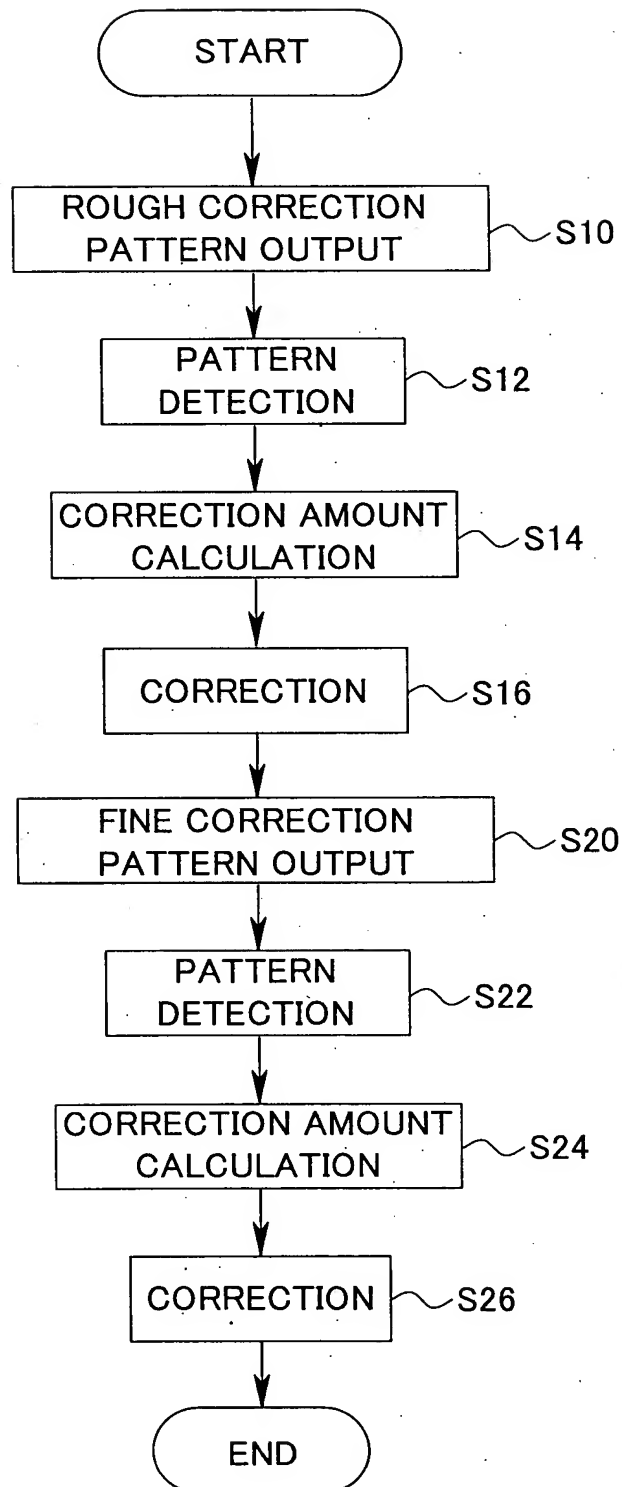 START
ROUGH CORRECTION
PATTERN OUTPUT
S10
PATTERN
DETECTION
S12
CORRECTION AMOUNT
CALCULATION
S14
CORRECTION
S16
FINE CORRECTION
PATTERN OUTPUT
S20
PATTERN
DETECTION
S22
CORRECTION AMOUNT
CALCULATION
S24
CORRECTION
S26
END